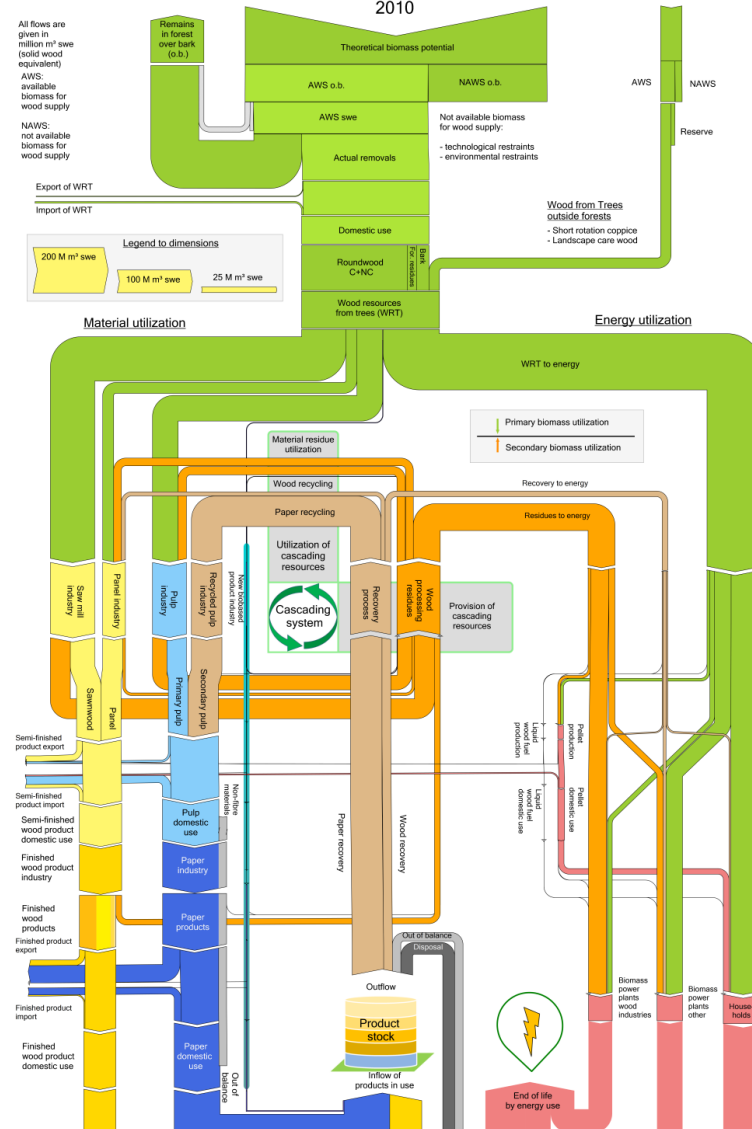 2010
All flows are
given in
million m³ swe
(solid wood
equivalent)
AWS:
available
biomass for
wood supply
NAWS:
not available
biomass for
wood supply
Remains
in forest
over bark
(o.b.)
Theoretical biomass potential
AWS o.b.
NAWS o.b.
AWS swe
Actual removals
Not available biomass
for wood supply:
- technological restraints
- environmental restraints
AWS
NAWS
Reserve
Export of WRT
Import of WRT
Domestic use
Wood from Trees
outside forests
- Short rotation coppice
- Landscape care wood
Legend to dimensions
200 M m³ swe
100 M m³ swe
25 M m³ swe
Roundwood
C+NC
For. residues
Bark
Wood resources
from trees (WRT)
Material utilization
Energy utilization
WRT to energy
Primary biomass utilization
Secondary biomass utilization
Material residue
utilization
Wood recycling
Recovery to energy
Paper recycling
Residues to energy
Utilization of
cascading
resources
Saw mill
industry
Panel industry
Pulp
industry
Recycled pulp
industry
New biobased
product industry
Cascading
system
Recovery
process
Wood
processing
residues
Provision of
cascading
resources
Sawnwood
Panel
Primary pulp
Secondary pulp
Semi-finished
product export
Semi-finished
product import
Semi-finished
wood product
domestic use
Non-fibre
materials
Pulp
domestic
use
Liquid
wood fuel
production
Pellet
production
Liquid
wood fuel
domestic use
Pellet
domestic use
Paper recovery
Wood recovery
Finished
wood product
industry
Paper
industry
Finished
wood
products
Paper
products
Finished product
export
Finished product
import
Out of balance
Disposal
Outflow
Product
stock
Inflow of
products in use
Biomass
power
plants
wood
industries
Biomass
power
plants
other
House
holds
Finished
wood product
domestic use
Paper
domestic
use
Out of
balance
End of life
by energy use